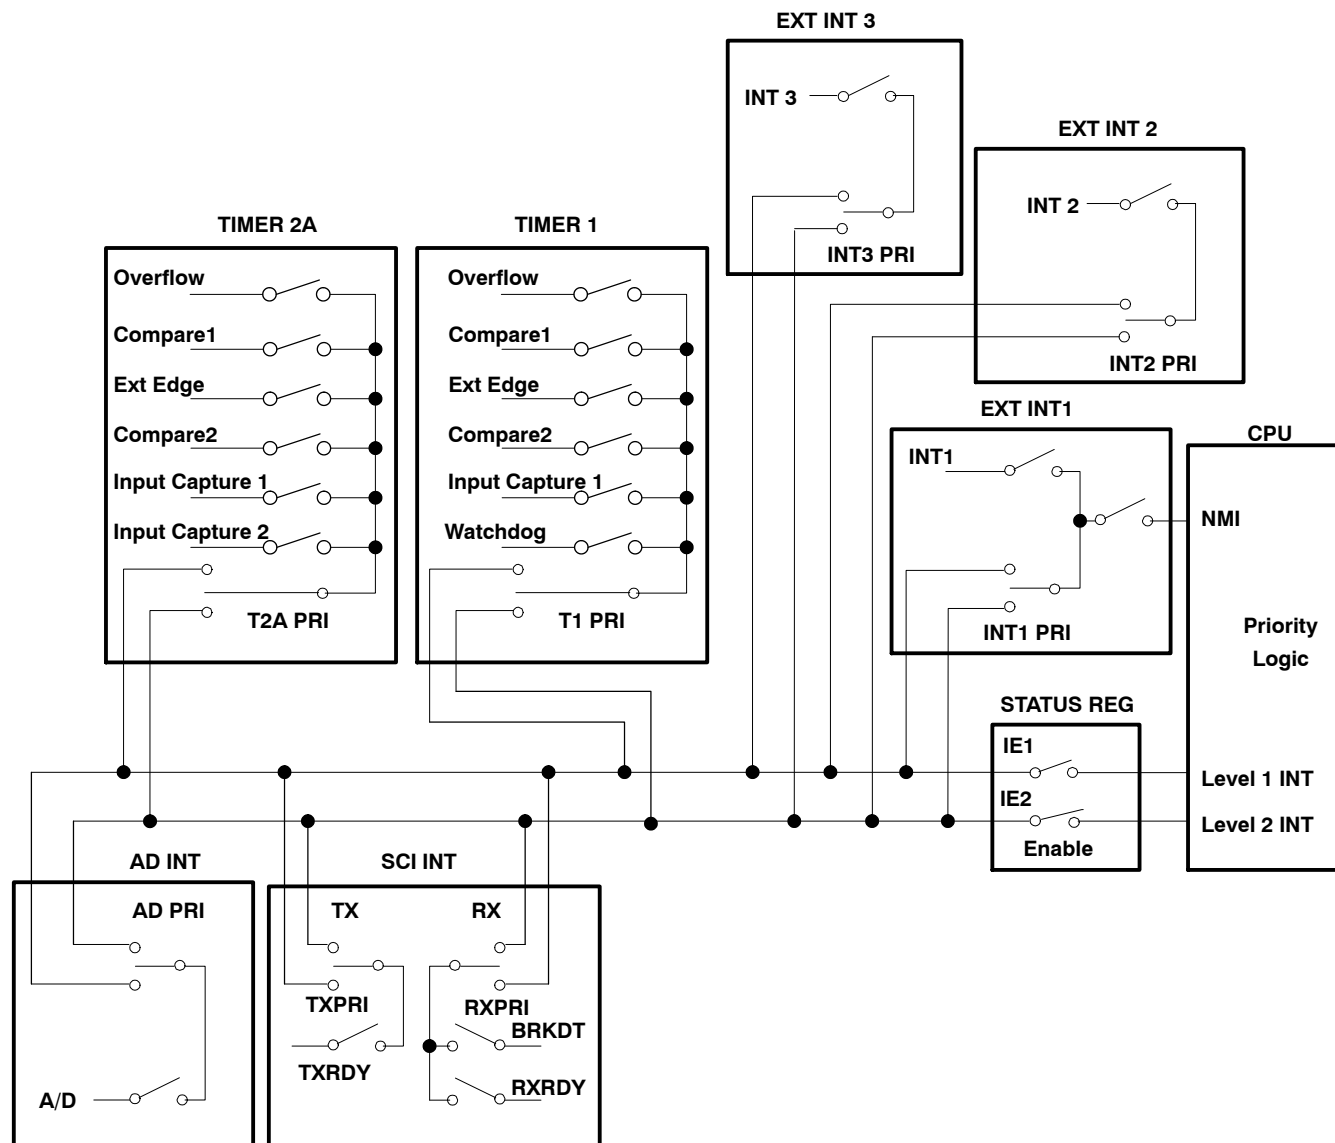 EXT INT 3
INT 3
INT3 PRI
EXT INT 2
INT 2
INT2 PRI
TIMER 2A
Overflow
Compare1
Ext Edge
Compare2
Input Capture 1
Input Capture 2
T2A PRI
TIMER 1
Overflow
Compare1
Ext Edge
Compare2
Input Capture 1
Watchdog
T1 PRI
EXT INT1
INT1
INT1 PRI
CPU
NMI
Priority
Logic
Level 1 INT
Level 2 INT
STATUS REG
IE1
IE2
Enable
AD INT
AD PRI
A/D
SCI INT
TX
RX
TXPRI
RXPRI
BRKDT
TXRDY
RXRDY